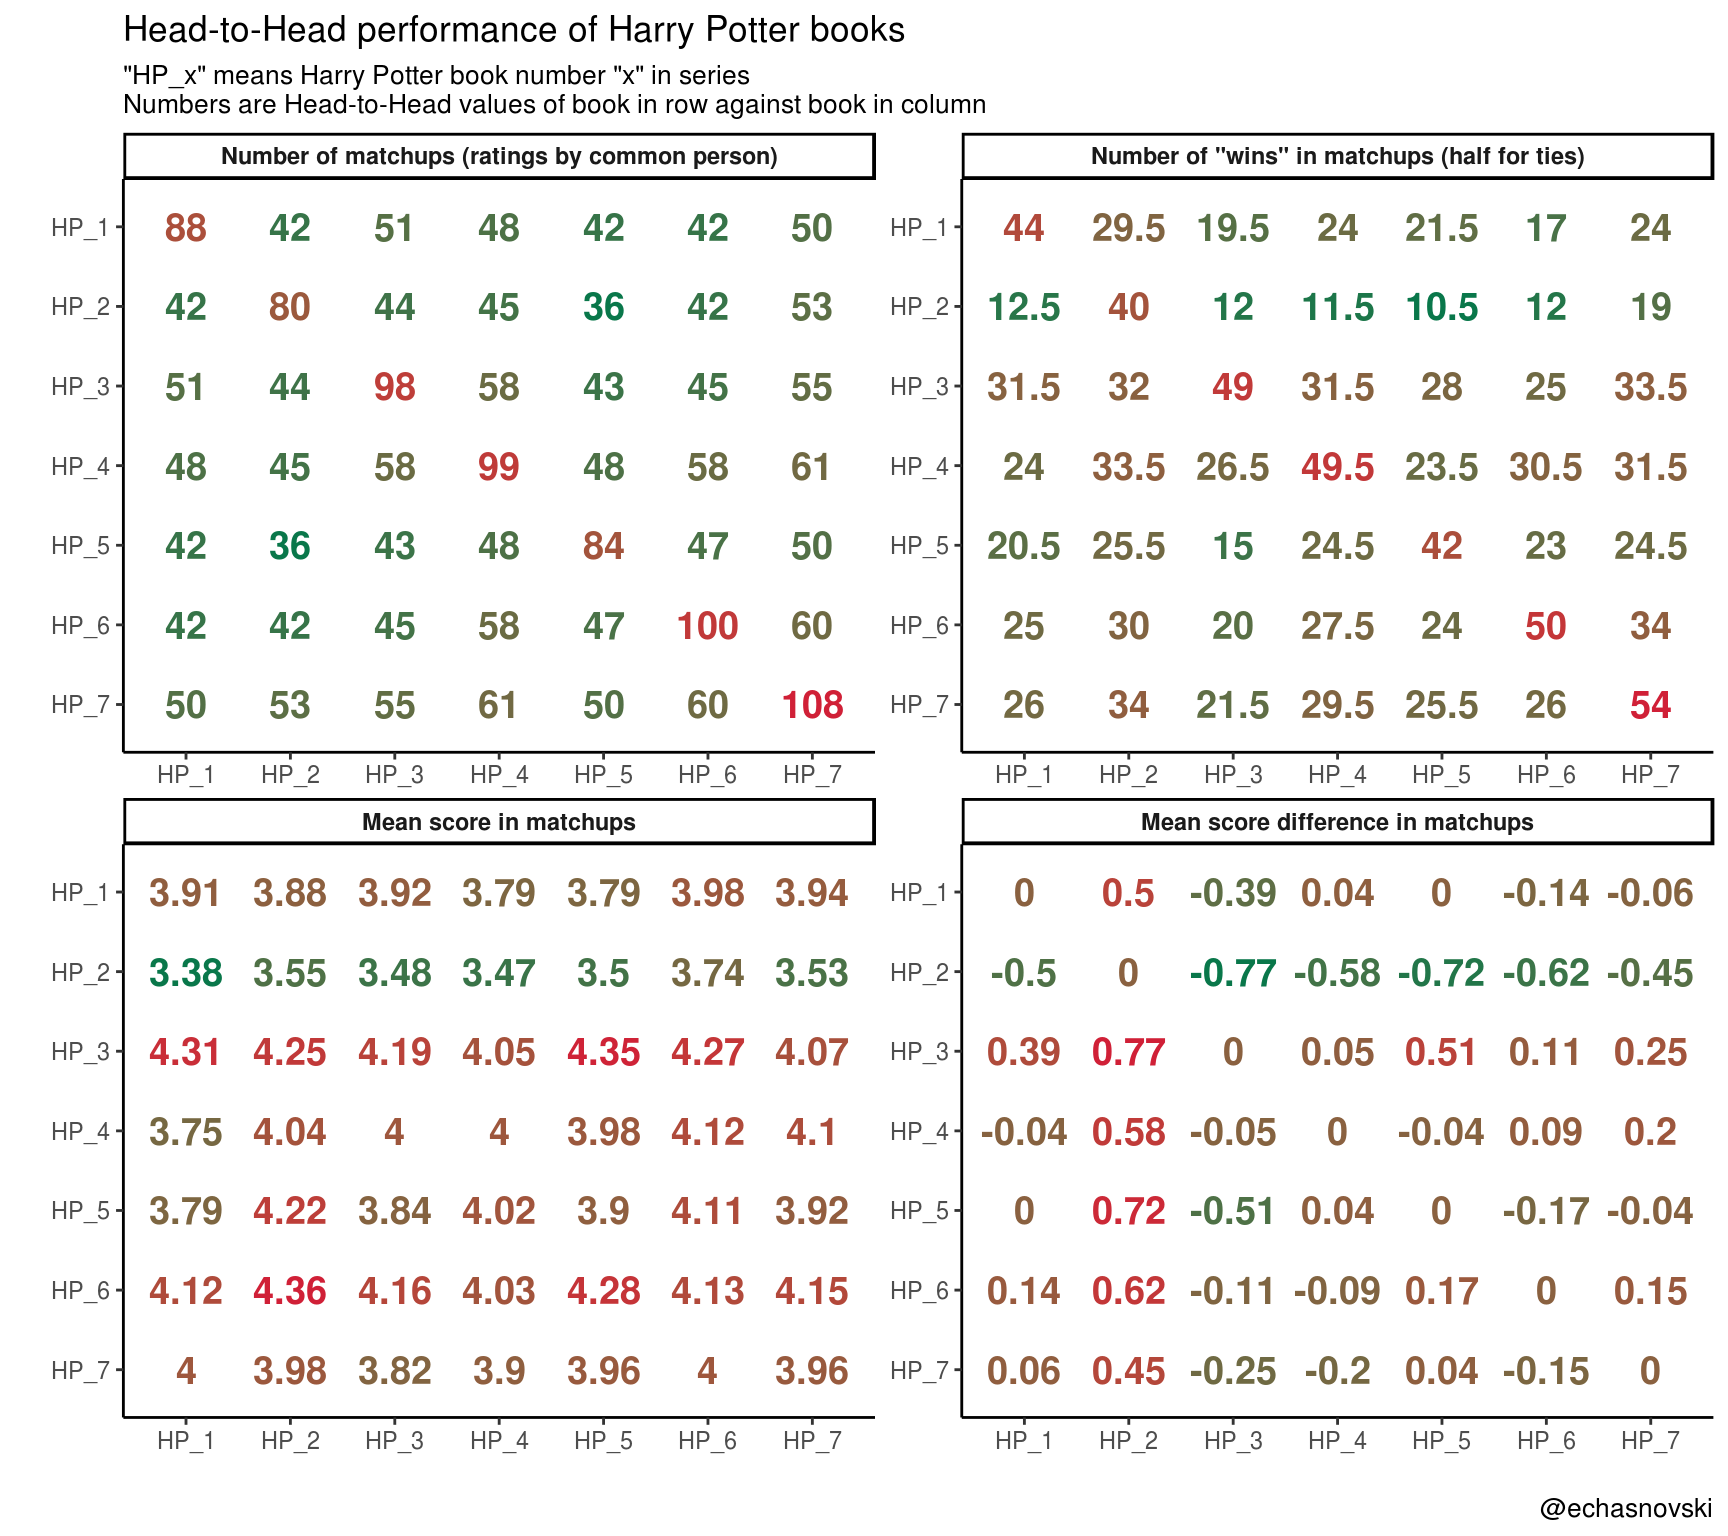 Head-to-Head performance of Harry Potter books
"HP_x" means Harry Potter book number "x" in series
Numbers are Head-to-Head values of book in row against book in column
Number of matchups (ratings by common person)
HP_1 88 42 51 48 42 42 50
HP_2 42 80 44 45 36 42 53
HP_3 51 44 98 58 43 45 55
HP_4 48 45 58 99 48 58 61
HP_5 42 36 43 48 84 47 50
HP_6 42 42 45 58 47 100 60
HP_7 50 53 55 61 50 60 108
HP_1 HP_2 HP_3 HP_4 HP_5 HP_6 HP_7
Number of "wins" in matchups (half for ties)
HP_1 44 29.5 19.5 24 21.5 17 24
HP_2 12.5 40 12 11.5 10.5 12 19
HP_3 31.5 32 49 31.5 28 25 33.5
HP_4 24 33.5 26.5 49.5 23.5 30.5 31.5
HP_5 20.5 25.5 15 24.5 42 23 24.5
HP_6 25 30 20 27.5 24 50 34
HP_7 26 34 21.5 29.5 25.5 26 54
HP_1 HP_2 HP_3 HP_4 HP_5 HP_6 HP_7
Mean score in matchups
HP_1 3.91 3.88 3.92 3.79 3.79 3.98 3.94
HP_2 3.38 3.55 3.48 3.47 3.5 3.74 3.53
HP_3 4.31 4.25 4.19 4.05 4.35 4.27 4.07
HP_4 3.75 4.04 4 4 3.98 4.12 4.1
HP_5 3.79 4.22 3.84 4.02 3.9 4.11 3.92
HP_6 4.12 4.36 4.16 4.03 4.28 4.13 4.15
HP_7 4 3.98 3.82 3.9 3.96 4 3.96
HP_1 HP_2 HP_3 HP_4 HP_5 HP_6 HP_7
Mean score difference in matchups
HP_1 0 0.5 -0.39 0.04 0 -0.14 -0.06
HP_2 -0.5 0 -0.77 -0.58 -0.72 -0.62 -0.45
HP_3 0.39 0.77 0 0.05 0.51 0.11 0.25
HP_4 -0.04 0.58 -0.05 0 -0.04 0.09 0.2
HP_5 0 0.72 -0.51 0.04 0 -0.17 -0.04
HP_6 0.14 0.62 -0.11 -0.09 0.17 0 0.15
HP_7 0.06 0.45 -0.25 -0.2 0.04 -0.15 0
HP_1 HP_2 HP_3 HP_4 HP_5 HP_6 HP_7
@echasnovski